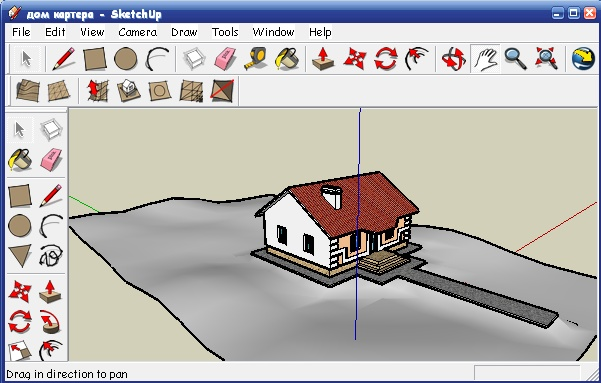 дом картера - SketchUp
File Edit View Camera Draw Tools Window Help
Drag in direction to pan